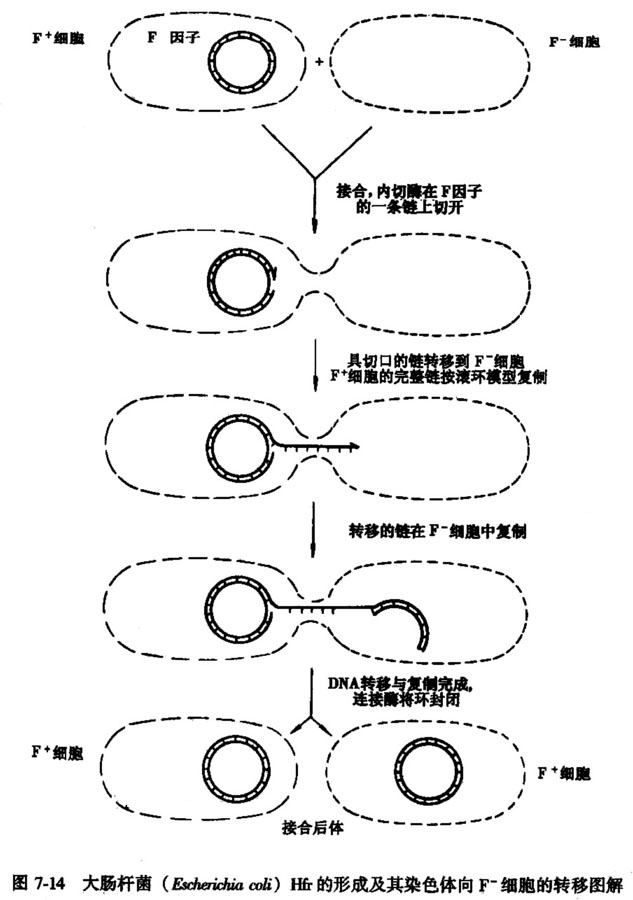 F⁺细胞 F 因子 + F⁻细胞
接合，内切酶在F因子
的一条链上切开
具切口的链转移到 F⁻细胞
F⁺细胞的完整链按滚环模型复制
转移的链在 F⁻细胞中复制
DNA转移与复制完成，
连接酶将环封闭
F⁺细胞
F⁺细胞
接合后体
图 7-14 大肠杆菌（Escherichia coli）Hfr 的形成及其染色体向 F⁻细胞的转移图解